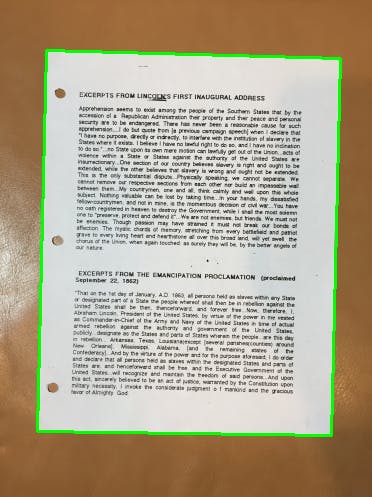 EXCERPTS FROM LINCOLN'S FIRST INAUGURAL ADDRESS
Apprehension seems to exist among the people of the Southern States that by the
accession of a Republican Administration their property and their peace and personal
security are to be endangered. There has never been a reasonable cause for such
apprehension....I do but quote from [a previous campaign speech] when I declare that
"I have no purpose, directly or indirectly, to interfere with the institution of slavery in the
States where it exists. I believe I have no lawful right to do so, and I have no inclination
to do so."...no State upon its own mere motion can lawfully get out of the Union...acts of
violence within a State or States against the authority of the United States are
insurrectionary...One section of our country believes slavery is right and ought to be
extended, while the other believes that slavery is wrong and ought not be extended.
This is the only substantial dispute...Physically speaking, we cannot separate. We
cannot remove our respective sections from each other nor build an impassable wall
between them...My countrymen, one and all, think calmly and well upon this whole
subject. Nothing valuable can be lost by taking time...In your hands, my dissatisfied
fellow-countrymen, and not in mine, is the momentous decision of civil war...You have
no oath registered in heaven to destroy the Government, while I shall the most solemn
one to "preserve, protect and defend it"...We are not enemies, but friends. We must not
be enemies. Though passion may have strained it must not break our bonds of
affection. The mystic chords of memory, stretching from every battlefield and patriot
grave to every living heart and hearthstone all over this broad land, will yet swell the
chorus of the Union, when again touched, as surely they will be, by the better angels of
our nature.
EXCERPTS FROM THE EMANCIPATION PROCLAMATION (proclaimed
September 22, 1862)
"That on the 1st day of January, A.D. 1863, all persons held as slaves within any State
or designated part of a State the people whereof shall then be in rebellion against the
United States shall be then, thenceforward, and forever free...Now, therefore, I,
Abraham Lincoln, President of the United States, by virtue of the power in me vested
as Commander-in-Chief of the Army and Navy of the United States in time of actual
armed rebellion against the authority and government of the United States,
publicly...designate as the States and parts of States wherein the people...are this day
in rebellion... Arkansas, Texas, Louisiana(except [several parishes(counties) around
New Orleans], Mississippi, Alabama, [and the remaining states of the
Confederacy]...And by the virtue of the power and for the purpose aforesaid, I do order
and declare that all persons held as slaves within the designated States and parts of
States are, and henceforward shall be free, and the Executive Government of the
United States...will recognize and maintain the freedom of said persons...And upon
this act, sincerely believed to be an act of justice, warranted by the Constitution upon
military necessity, I invoke the considerate judgment of mankind and the gracious
favor of Almighty God.